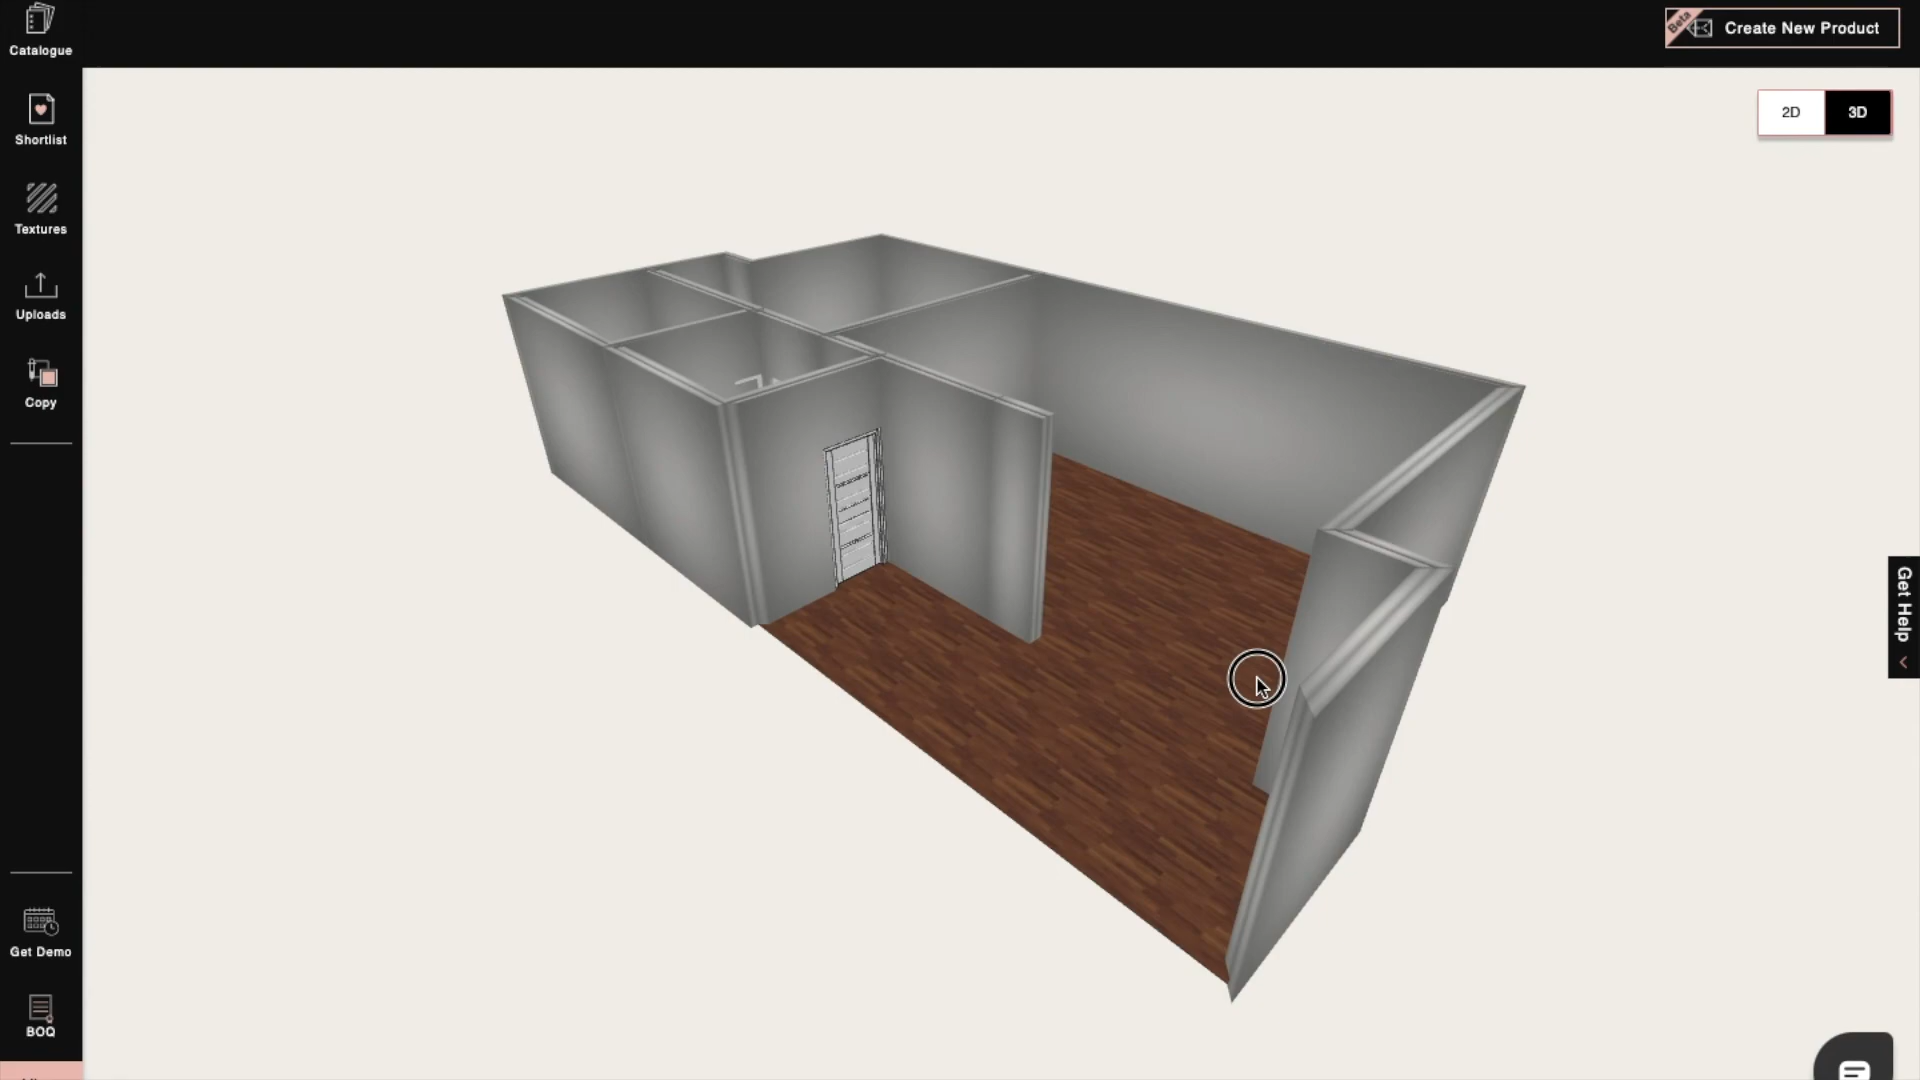 Catalogue
Beta
Create New Product
2D
3D
Shortlist
Textures
Uploads
Copy
Get Help
Get Demo
BOQ